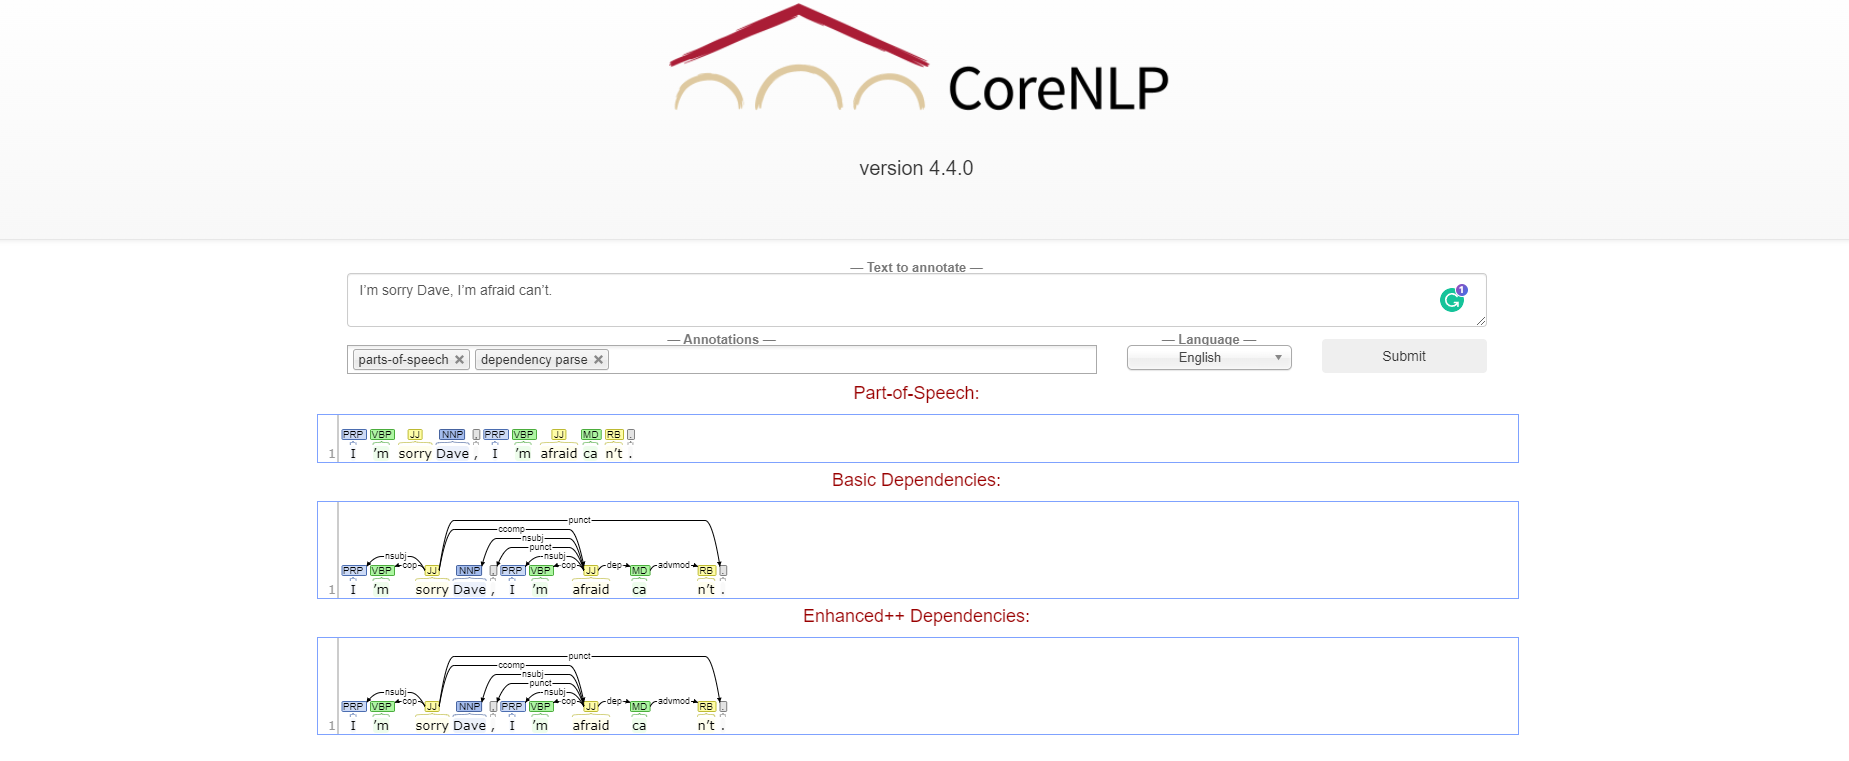 CoreNLP
version 4.4.0
— Text to annotate —
I'm sorry Dave, I'm afraid can't.
1
— Annotations —
— Language —
parts-of-speech × dependency parse ×
English
Submit
Part-of-Speech:
PRP VBP JJ NNP , PRP VBP JJ MD RB .
1 I 'm sorry Dave , I 'm afraid ca n't .
Basic Dependencies:
punct
ccomp
nsubj
punct
nsubj nsubj
cop cop dep advmod
PRP VBP JJ NNP , PRP VBP JJ MD RB .
1 I 'm sorry Dave , I 'm afraid ca n't .
Enhanced++ Dependencies:
punct
ccomp
nsubj
punct
nsubj nsubj
cop cop dep advmod
PRP VBP JJ NNP , PRP VBP JJ MD RB .
1 I 'm sorry Dave , I 'm afraid ca n't .